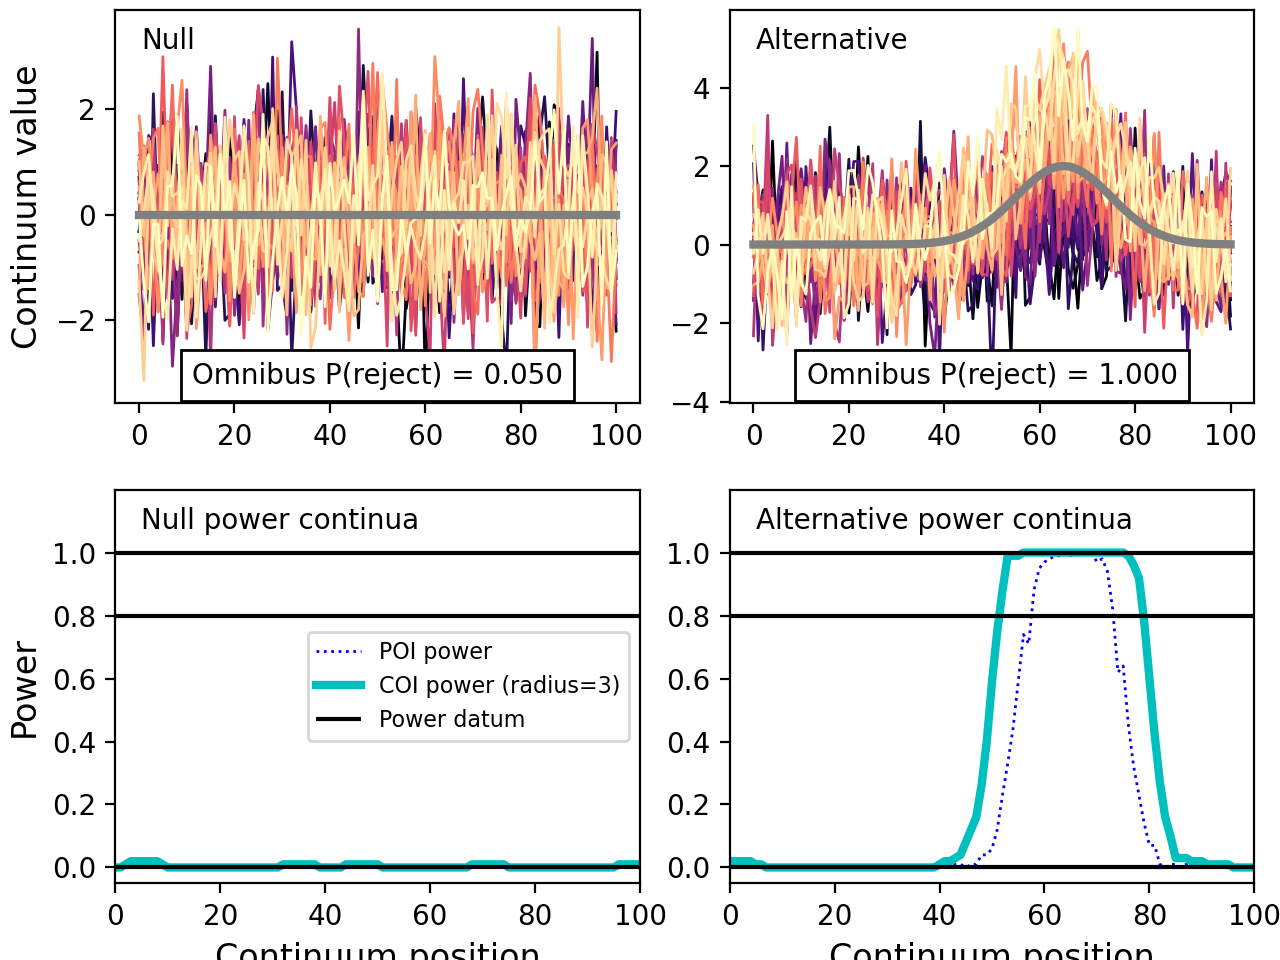 Null
Alternative
Continuum value
2
0
−2
4
2
0
−2
−4
Omnibus P(reject) = 0.050
Omnibus P(reject) = 1.000
0 20 40 60 80 100
0 20 40 60 80 100
Null power continua
Alternative power continua
Power
1.0
0.8
0.6
0.4
0.2
0.0
1.0
0.8
0.6
0.4
0.2
0.0
POI power
COI power (radius=3)
Power datum
0 20 40 60 80 100
0 20 40 60 80 100
Continuum position
Continuum position